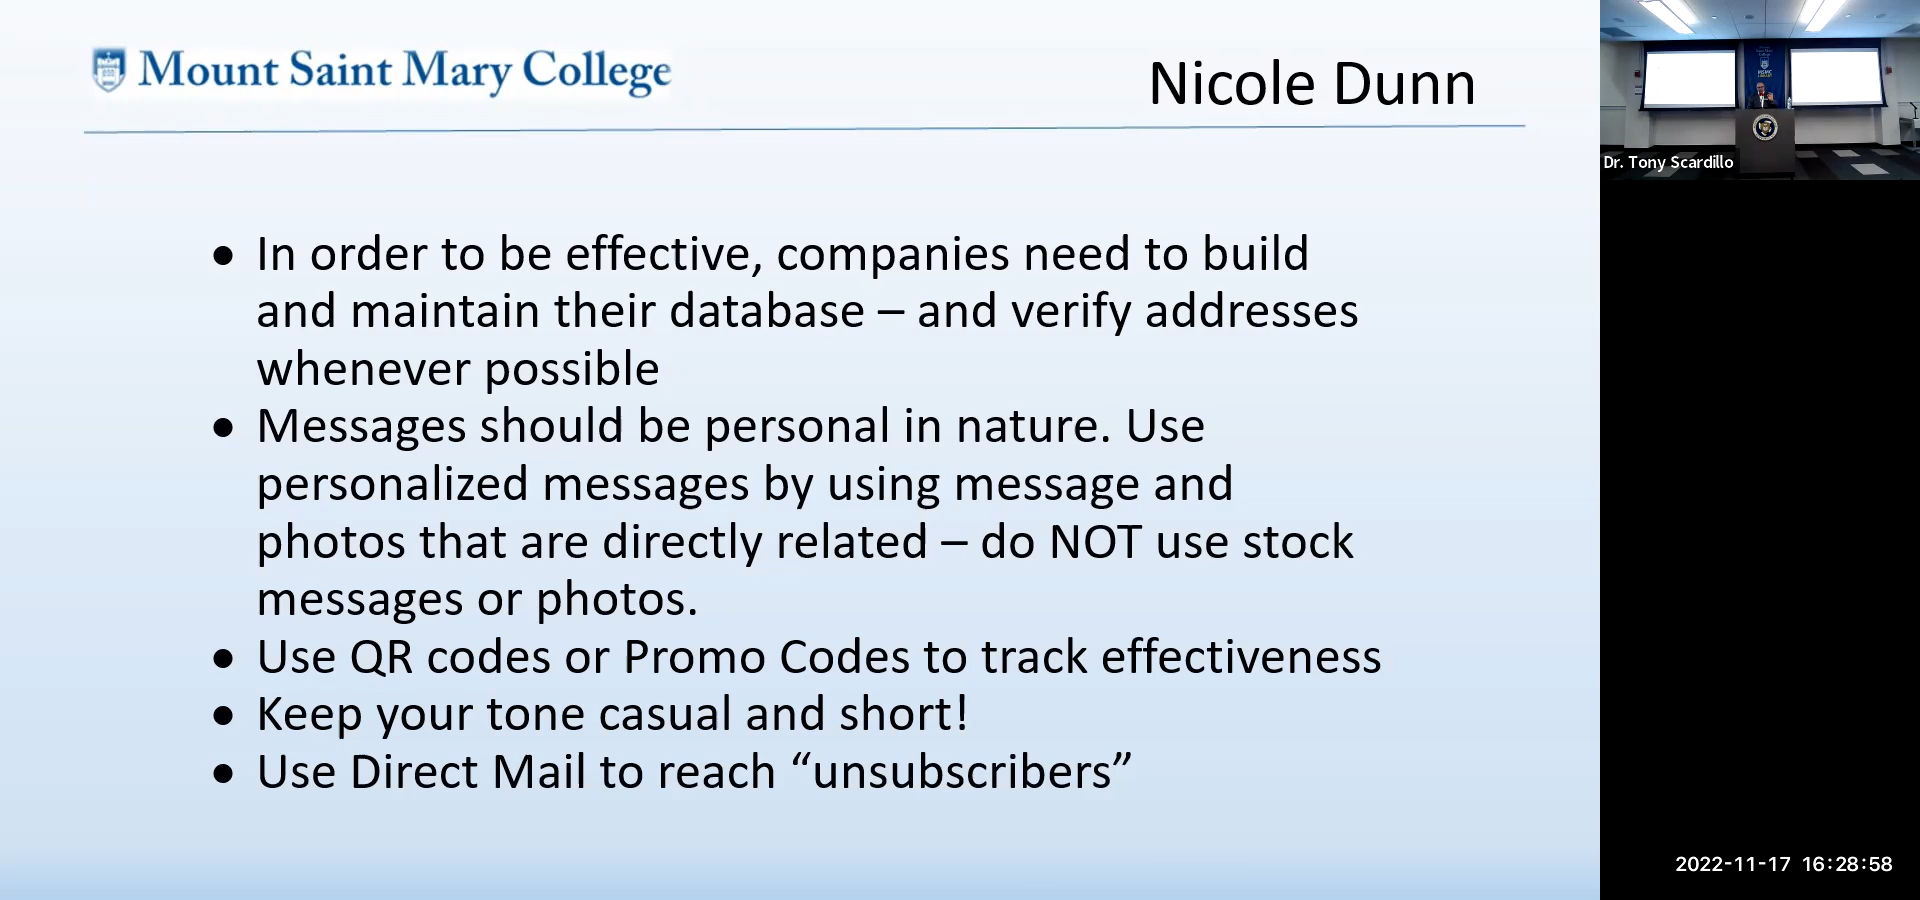 Mount Saint Mary College
Nicole Dunn
• In order to be effective, companies need to build
and maintain their database – and verify addresses
whenever possible
• Messages should be personal in nature. Use
personalized messages by using message and
photos that are directly related – do NOT use stock
messages or photos.
• Use QR codes or Promo Codes to track effectiveness
• Keep your tone casual and short!
• Use Direct Mail to reach “unsubscribers”
Dr. Tony Scardillo
2022-11-17 16:28:58